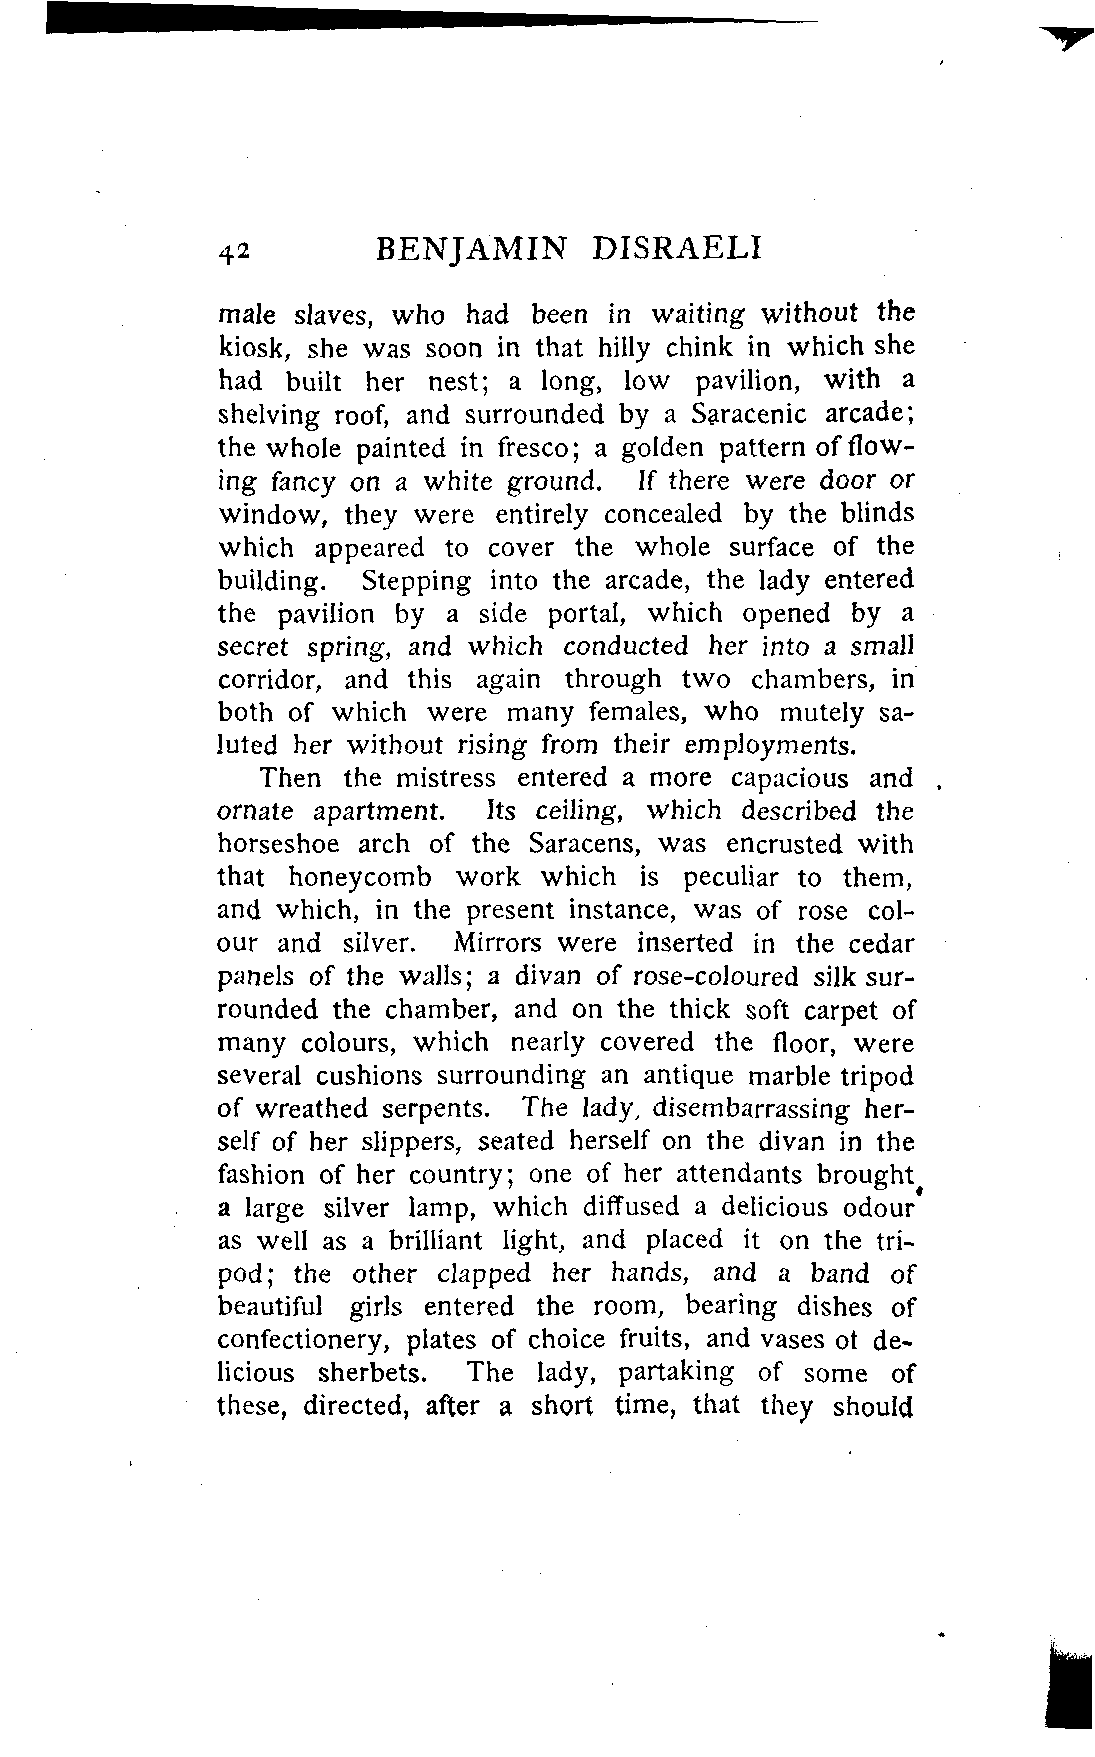 42 BENJAMIN DISRAELI
male slaves, who had been in waiting without the
kiosk, she was soon in that hilly chink in which she
had built her nest; a long, low pavilion, with a
shelving roof, and surrounded by a Saracenic arcade;
the whole painted in fresco; a golden pattern of flow-
ing fancy on a white ground. If there were door or
window, they were entirely concealed by the blinds
which appeared to cover the whole surface of the
building. Stepping into the arcade, the lady entered
the pavilion by a side portal, which opened by a
secret spring, and which conducted her into a small
corridor, and this again through two chambers, in
both of which were many females, who mutely sa-
luted her without rising from their employments.
Then the mistress entered a more capacious and
ornate apartment. Its ceiling, which described the
horseshoe arch of the Saracens, was encrusted with
that honeycomb work which is peculiar to them,
and which, in the present instance, was of rose col-
our and silver. Mirrors were inserted in the cedar
panels of the walls; a divan of rose-coloured silk sur-
rounded the chamber, and on the thick soft carpet of
many colours, which nearly covered the floor, were
several cushions surrounding an antique marble tripod
of wreathed serpents. The lady, disembarrassing her-
self of her slippers, seated herself on the divan in the
fashion of her country; one of her attendants brought
a large silver lamp, which diffused a delicious odour
as well as a brilliant light, and placed it on the tri-
pod; the other clapped her hands, and a band of
beautiful girls entered the room, bearing dishes of
confectionery, plates of choice fruits, and vases ot de-
licious sherbets. The lady, partaking of some of
these, directed, after a short time, that they should